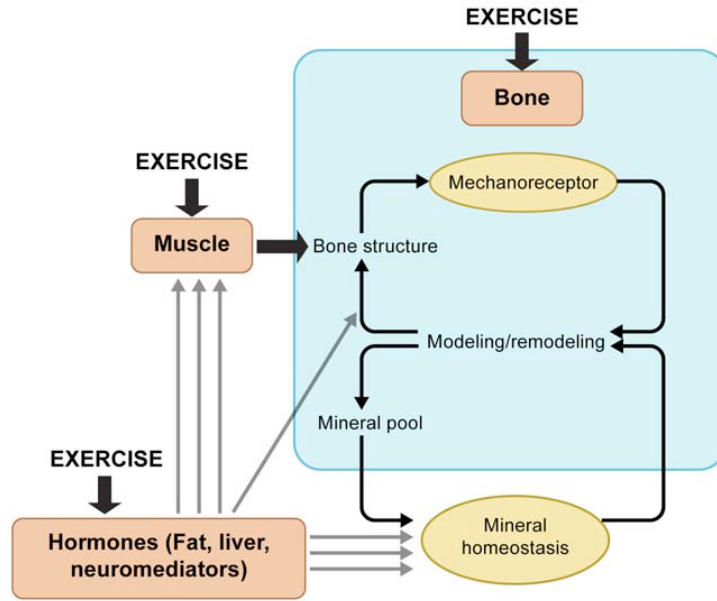 EXERCISE
Bone
EXERCISE
Mechanoreceptor
Muscle
Bone structure
Modeling/remodeling
Mineral pool
EXERCISE
Hormones (Fat, liver,
neuromediators)
Mineral
homeostasis